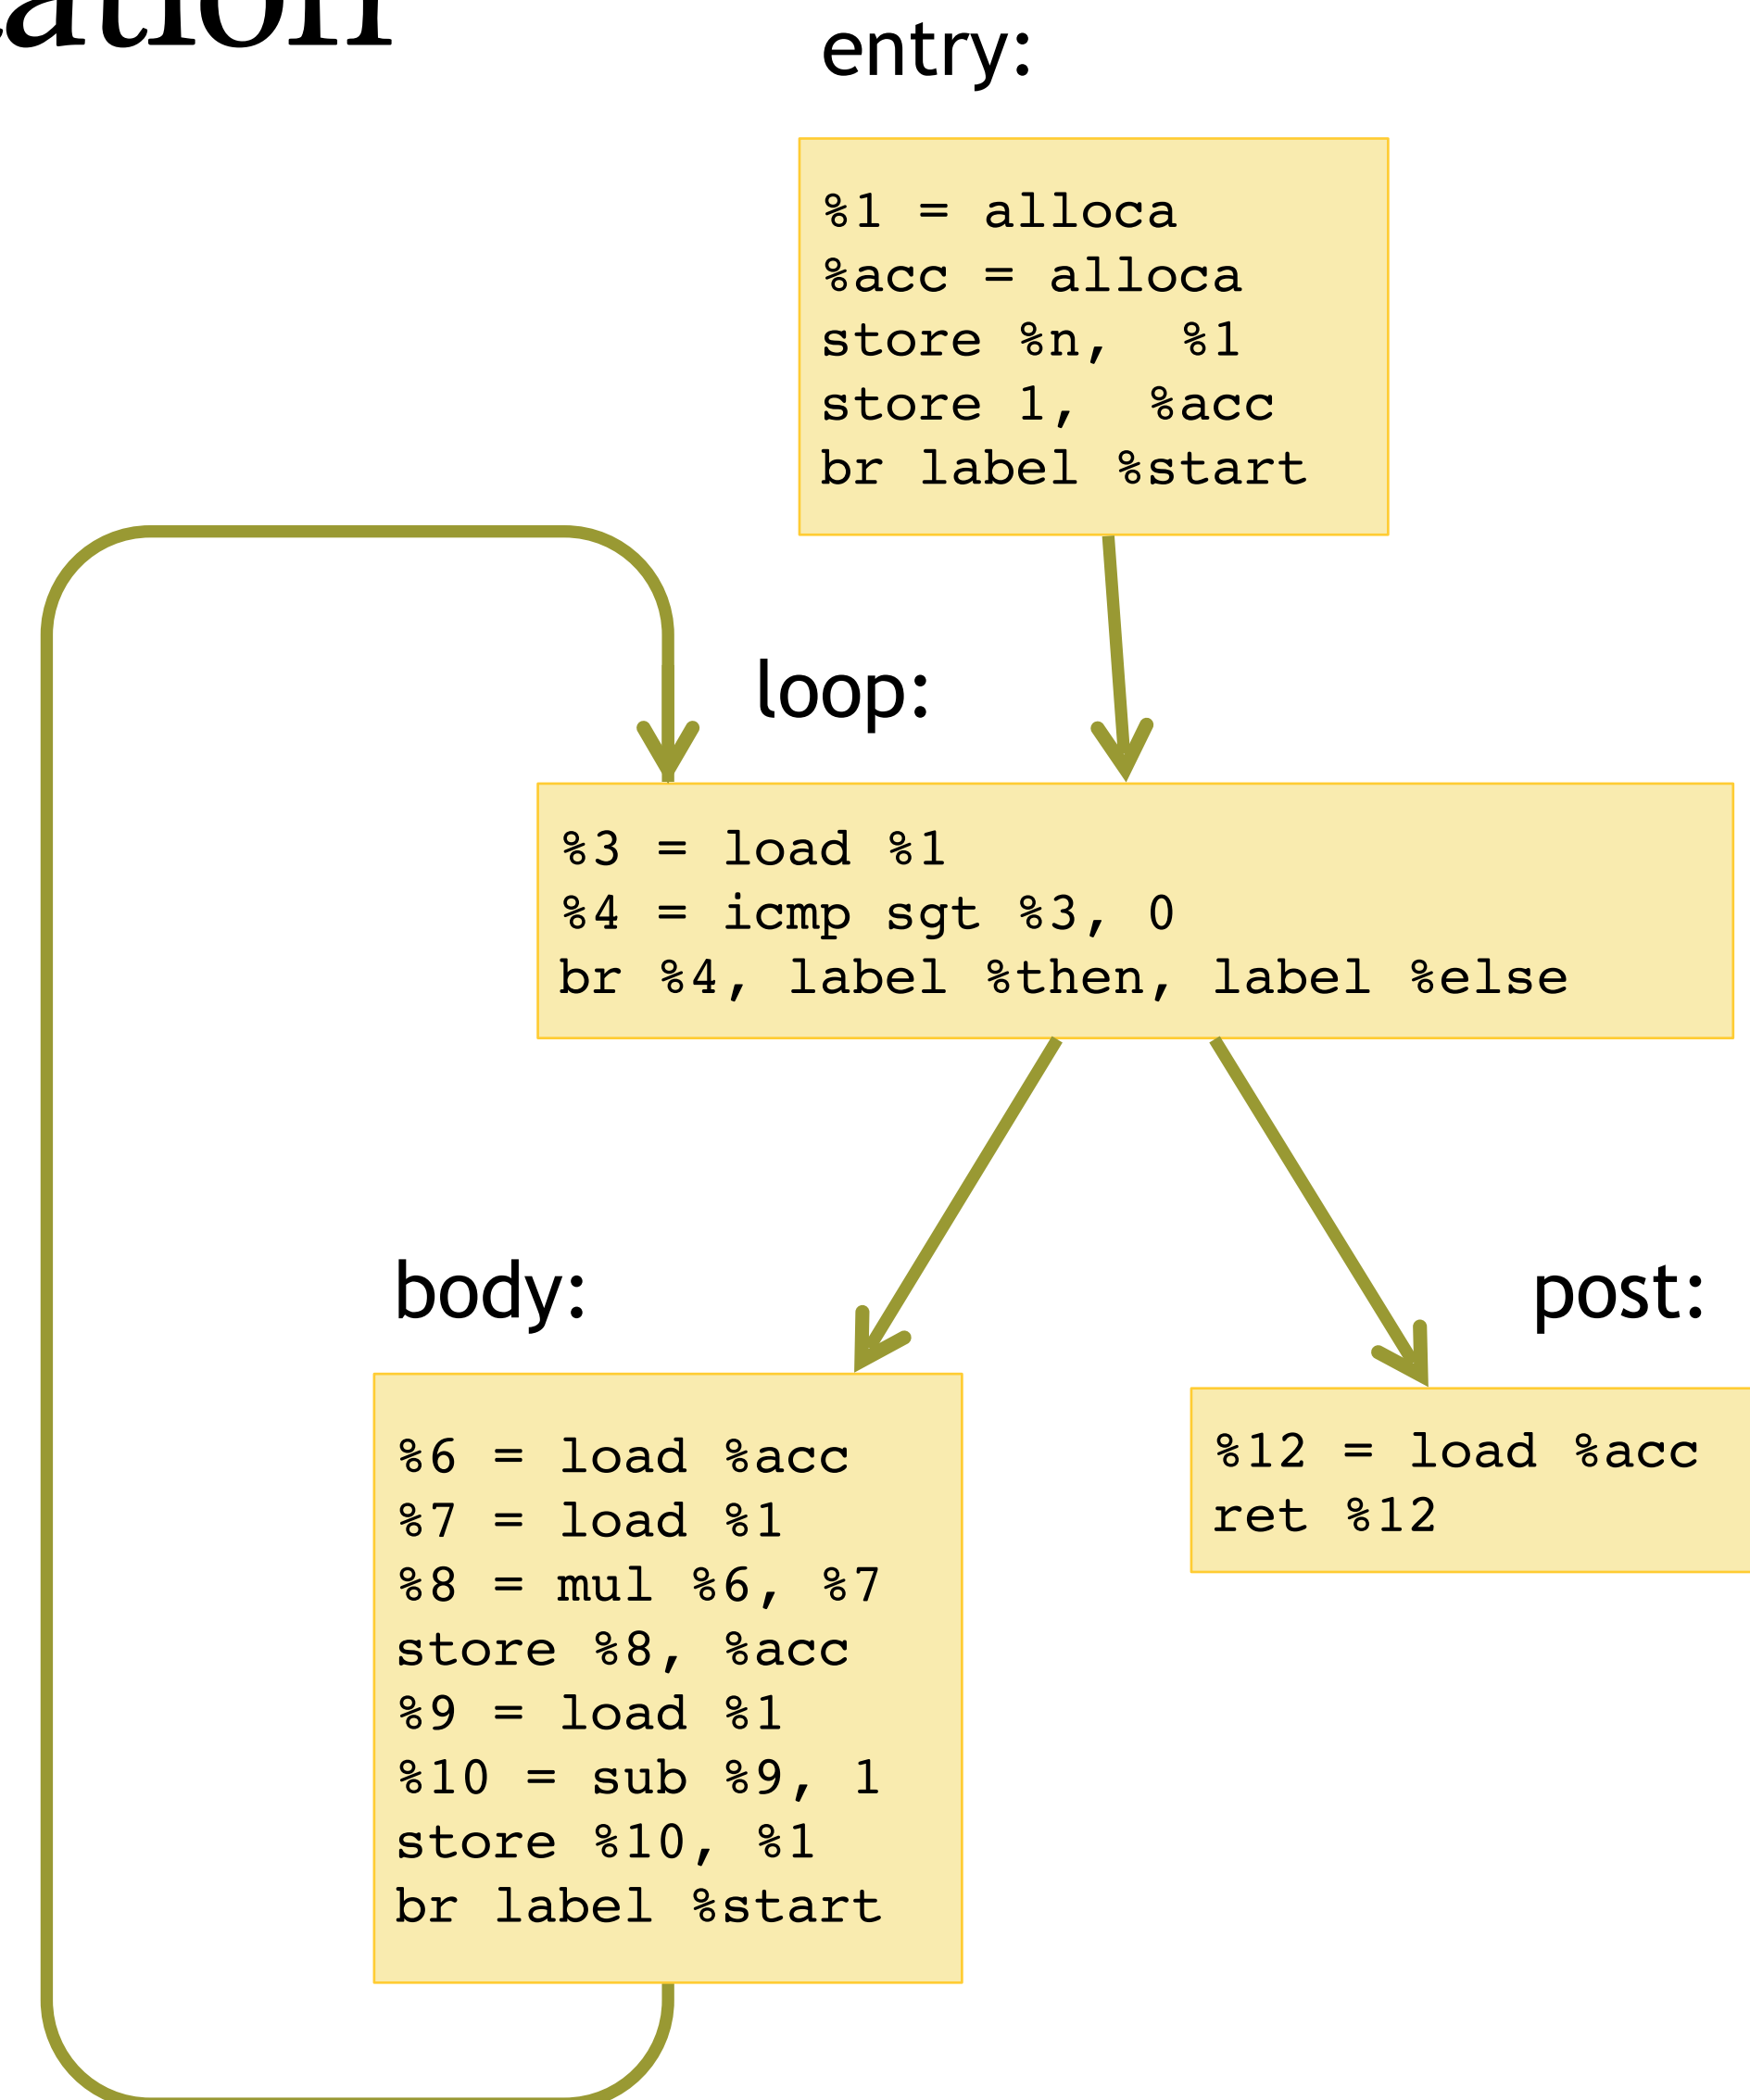 entry:
%1 = alloca
%acc = alloca
store %n, %1
store 1, %acc
br label %start
loop:
%3 = load %1
%4 = icmp sgt %3, 0
br %4, label %then, label %else
body:
%6 = load %acc
%7 = load %1
%8 = mul %6, %7
store %8, %acc
%9 = load %1
%10 = sub %9, 1
store %10, %1
br label %start
post:
%12 = load %acc
ret %12